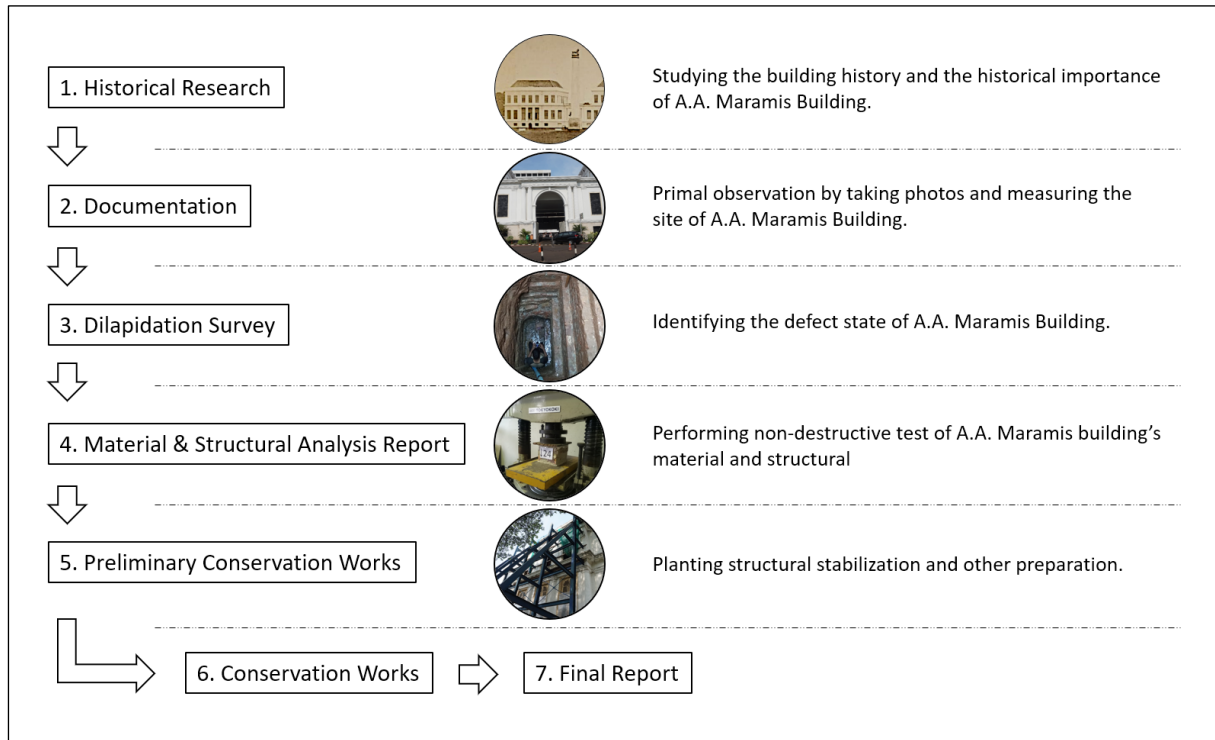 1. Historical Research
Studying the building history and the historical importance
of A.A. Maramis Building.
2. Documentation
Primal observation by taking photos and measuring the
site of A.A. Maramis Building.
3. Dilapidation Survey
Identifying the defect state of A.A. Maramis Building.
4. Material & Structural Analysis Report
Performing non-destructive test of A.A. Maramis building’s
material and structural
5. Preliminary Conservation Works
Planting structural stabilization and other preparation.
6. Conservation Works
7. Final Report